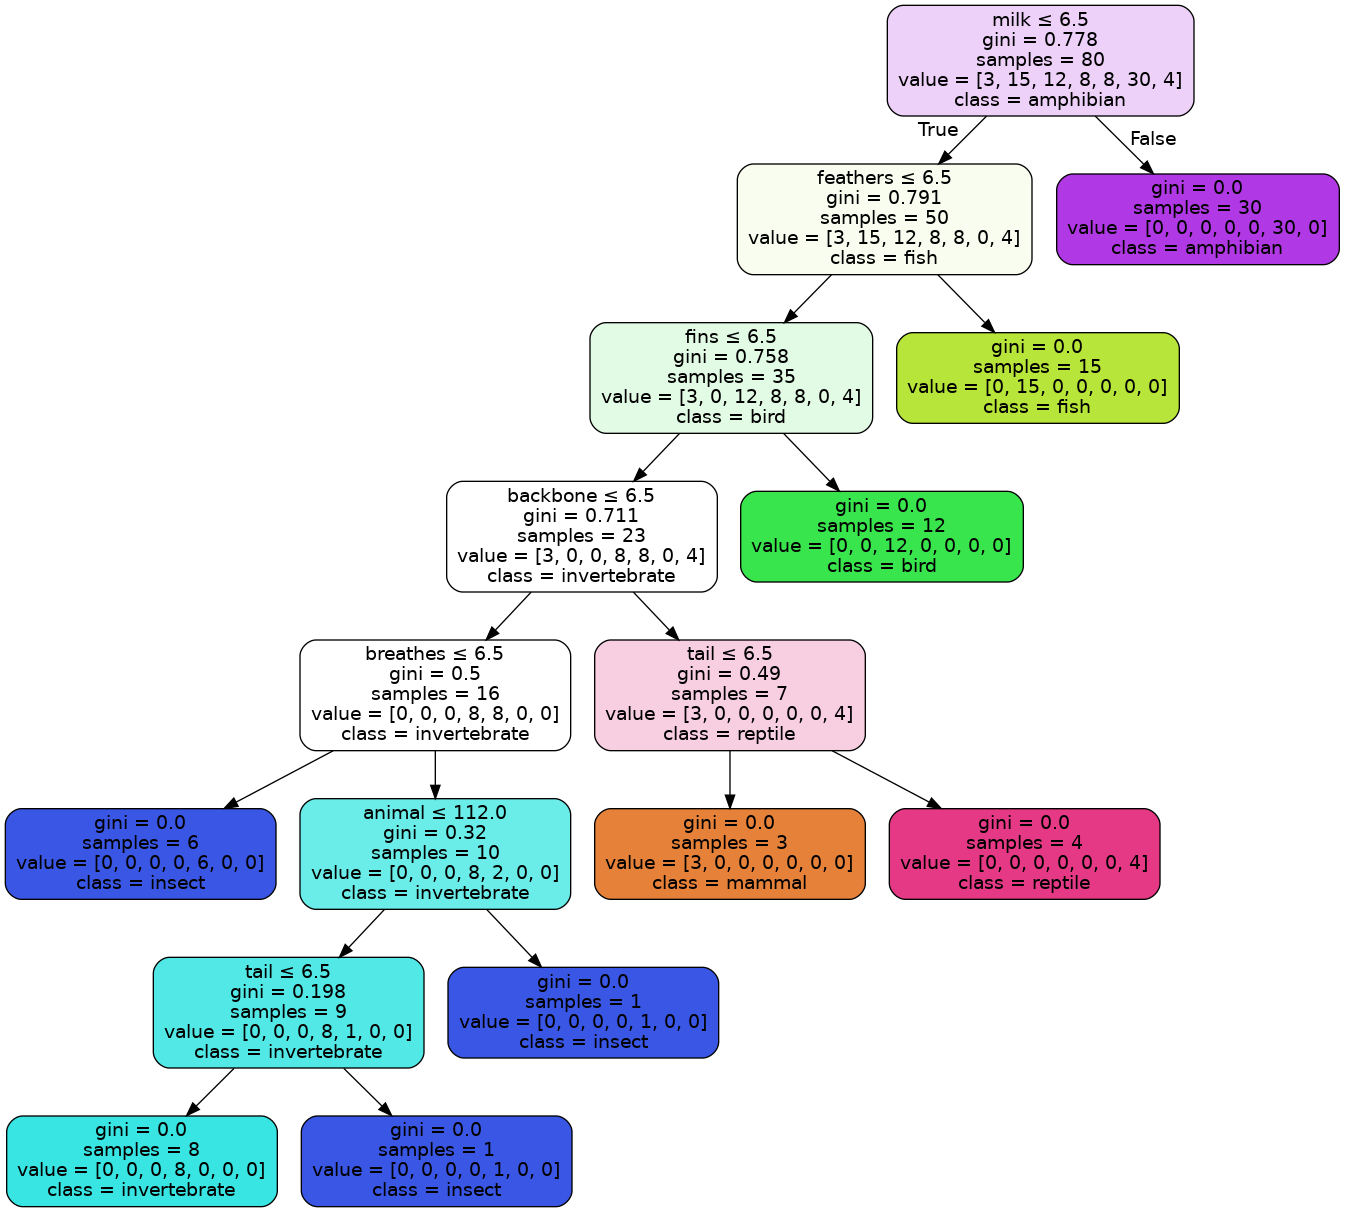 milk ≤ 6.5
gini = 0.778
samples = 80
value = [3, 15, 12, 8, 8, 30, 4]
class = amphibian
True
False
feathers ≤ 6.5
gini = 0.791
samples = 50
value = [3, 15, 12, 8, 8, 0, 4]
class = fish
gini = 0.0
samples = 30
value = [0, 0, 0, 0, 0, 30, 0]
class = amphibian
fins ≤ 6.5
gini = 0.758
samples = 35
value = [3, 0, 12, 8, 8, 0, 4]
class = bird
gini = 0.0
samples = 15
value = [0, 15, 0, 0, 0, 0, 0]
class = fish
backbone ≤ 6.5
gini = 0.711
samples = 23
value = [3, 0, 0, 8, 8, 0, 4]
class = invertebrate
gini = 0.0
samples = 12
value = [0, 0, 12, 0, 0, 0, 0]
class = bird
breathes ≤ 6.5
gini = 0.5
samples = 16
value = [0, 0, 0, 8, 8, 0, 0]
class = invertebrate
tail ≤ 6.5
gini = 0.49
samples = 7
value = [3, 0, 0, 0, 0, 0, 4]
class = reptile
gini = 0.0
samples = 6
value = [0, 0, 0, 0, 6, 0, 0]
class = insect
animal ≤ 112.0
gini = 0.32
samples = 10
value = [0, 0, 0, 8, 2, 0, 0]
class = invertebrate
gini = 0.0
samples = 3
value = [3, 0, 0, 0, 0, 0, 0]
class = mammal
gini = 0.0
samples = 4
value = [0, 0, 0, 0, 0, 0, 4]
class = reptile
tail ≤ 6.5
gini = 0.198
samples = 9
value = [0, 0, 0, 8, 1, 0, 0]
class = invertebrate
gini = 0.0
samples = 1
value = [0, 0, 0, 0, 1, 0, 0]
class = insect
gini = 0.0
samples = 8
value = [0, 0, 0, 8, 0, 0, 0]
class = invertebrate
gini = 0.0
samples = 1
value = [0, 0, 0, 0, 1, 0, 0]
class = insect